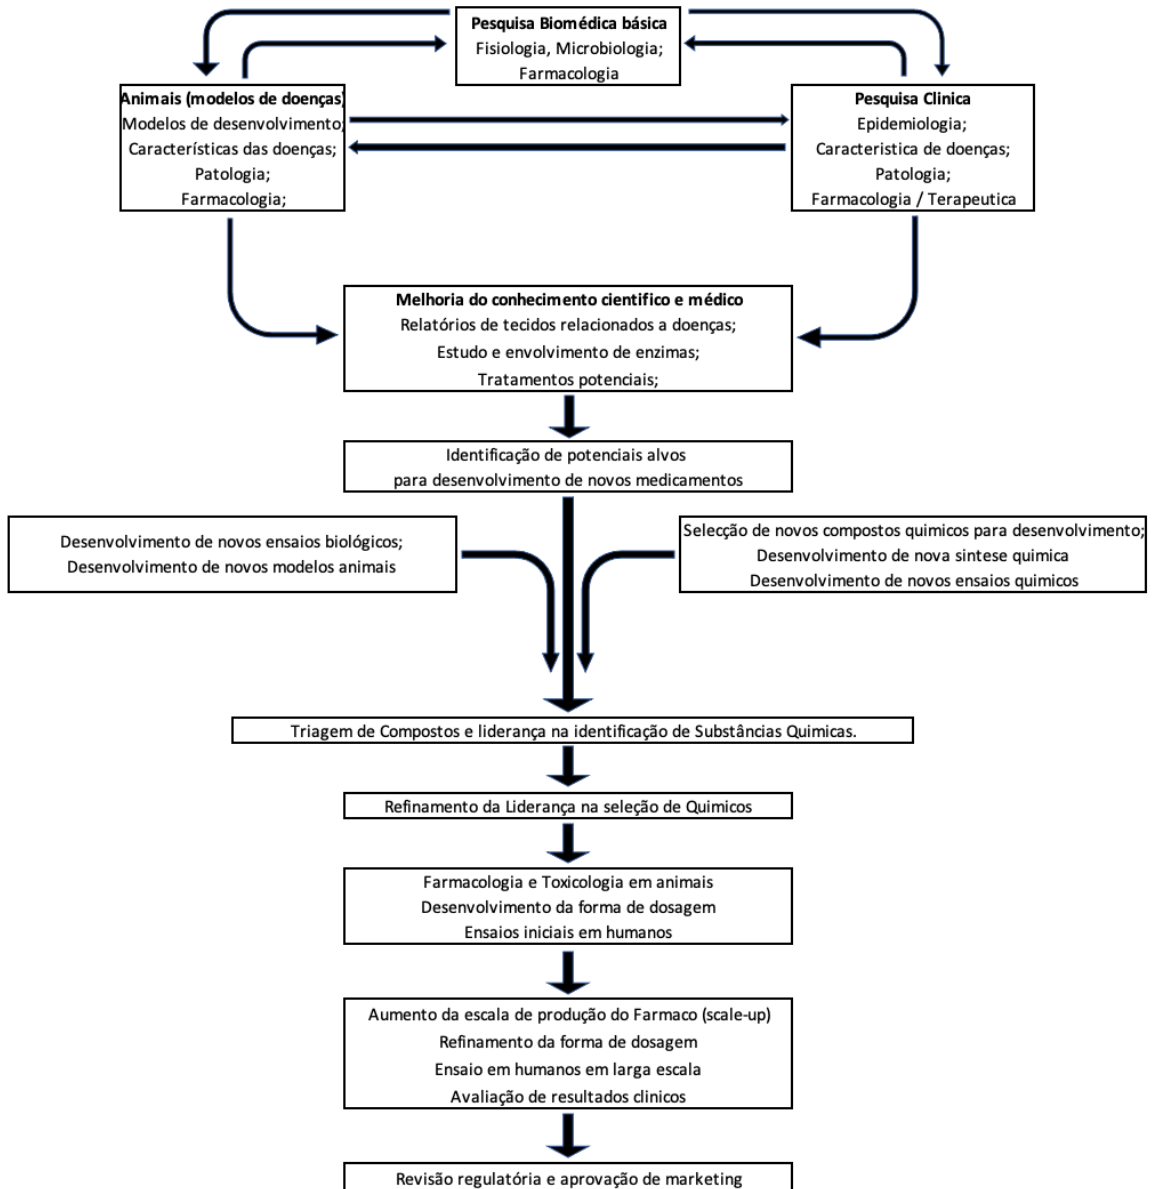 Pesquisa Biomédica básica
Fisiologia, Microbiologia;
Farmacologia
Animais (modelos de doenças)
Modelos de desenvolvimento;
Características das doenças;
Patologia;
Farmacologia;
Pesquisa Clinica
Epidemiologia;
Caracteristica de doenças;
Patologia;
Farmacologia / Terapeutica
Melhoria do conhecimento cientifico e médico
Relatórios de tecidos relacionados a doenças;
Estudo e envolvimento de enzimas;
Tratamentos potenciais;
Identificação de potenciais alvos
para desenvolvimento de novos medicamentos
Desenvolvimento de novos ensaios biológicos;
Desenvolvimento de novos modelos animais
Selecção de novos compostos quimicos para desenvolvimento;
Desenvolvimento de nova sintese quimica
Desenvolvimento de novos ensaios quimicos
Triagem de Compostos e liderança na identificação de Substâncias Quimicas.
Refinamento da Liderança na seleção de Quimicos
Farmacologia e Toxicologia em animais
Desenvolvimento da forma de dosagem
Ensaios iniciais em humanos
Aumento da escala de produção do Farmaco (scale-up)
Refinamento da forma de dosagem
Ensaio em humanos em larga escala
Avaliação de resultados clinicos
Revisão regulatória e aprovação de marketing